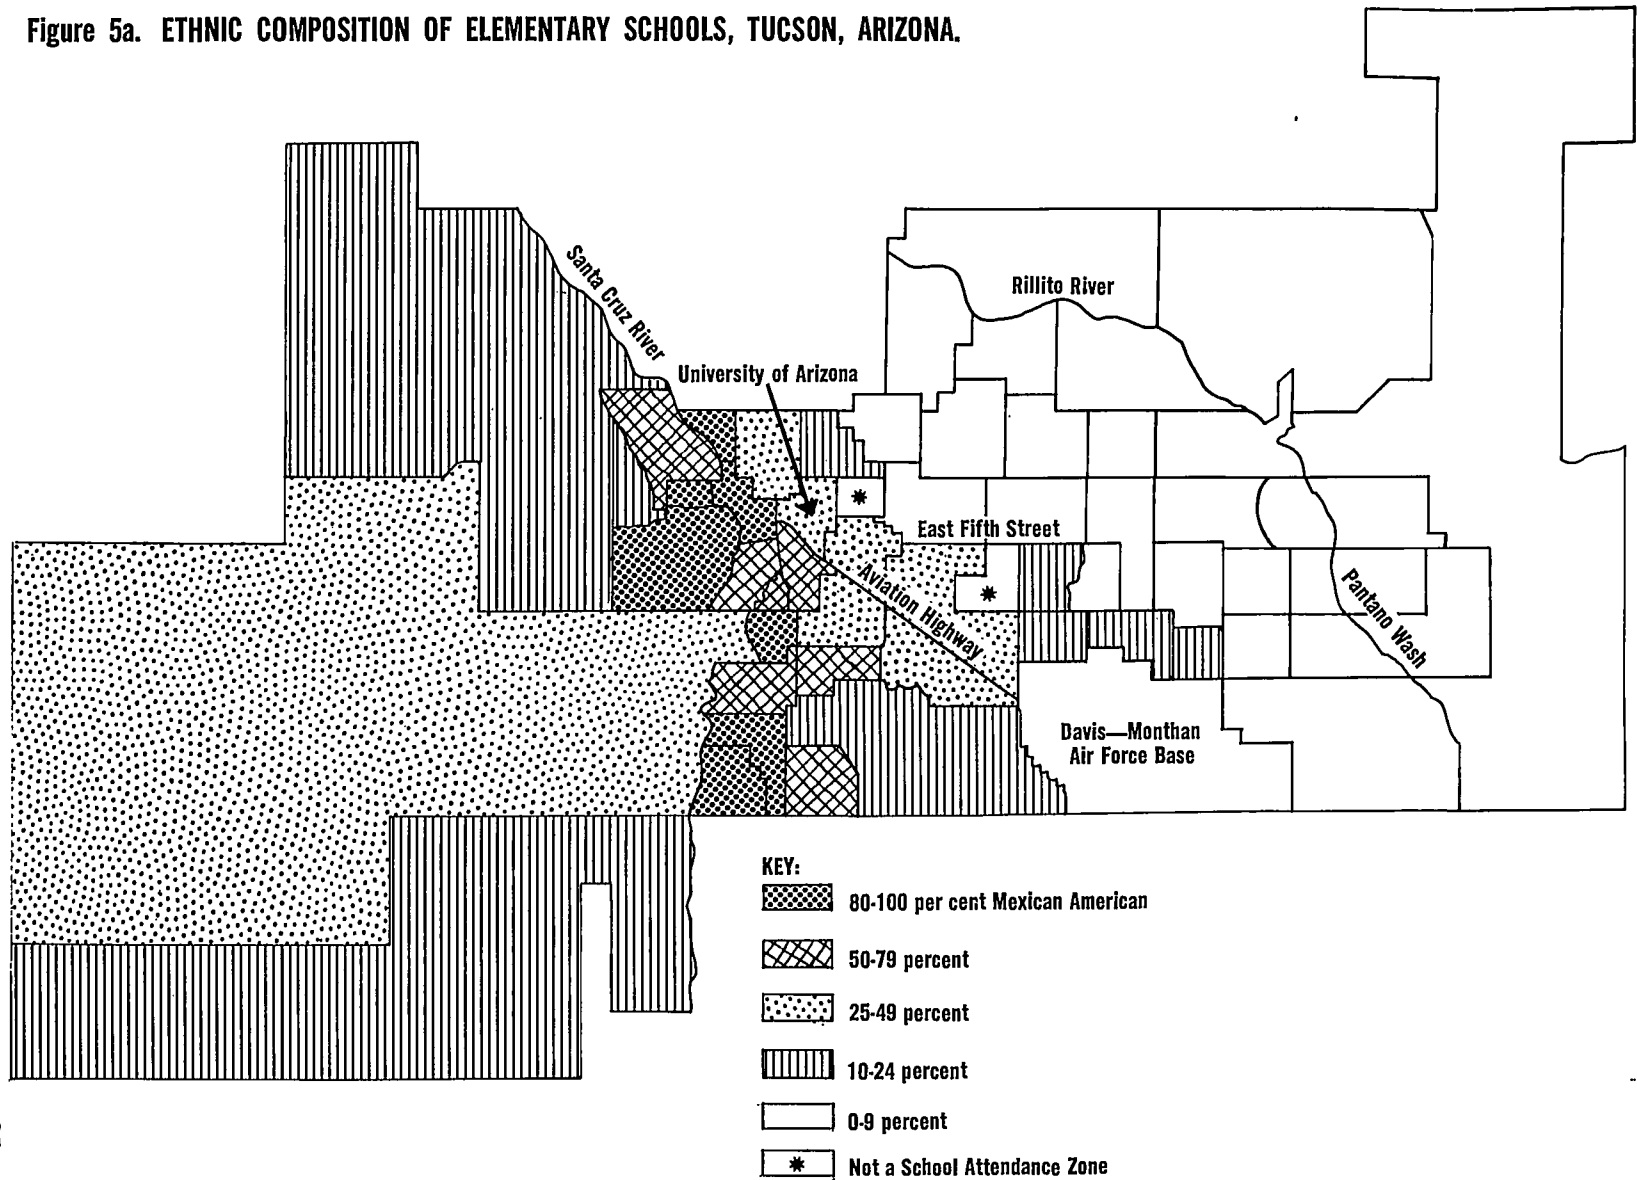 Figure 5a. ETHNIC COMPOSITION OF ELEMENTARY SCHOOLS, TUCSON, ARIZONA.
Santa Cruz River
Rillito River
University of Arizona
East Fifth Street
Aviation Highway
Pantano Wash
Davis—Monthan
Air Force Base
KEY:
80-100 per cent Mexican American
50-79 percent
25-49 percent
10-24 percent
0-9 percent
Not a School Attendance Zone